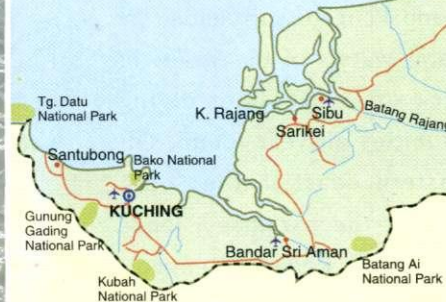 Tg. Datu
National Park
K. Rajang
Sibu
Batang Rajang
Sarikei
Santubong
Bako National
Park
KUCHING
Gunung
Gading
National Park
Bandar Sri Aman
Batang Ai
National Park
Kubah
National Park